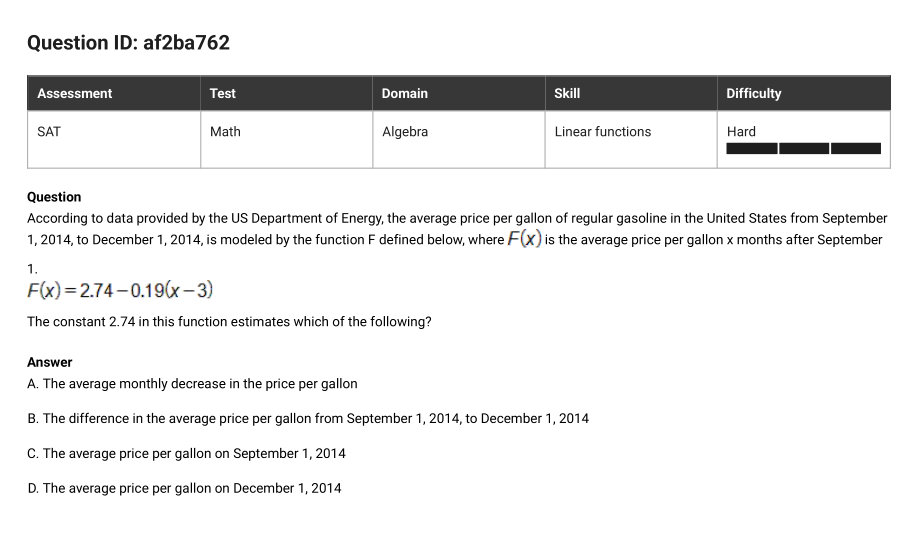 Question ID: af2ba762
Assessment Test Domain Skill Difficulty
SAT Math Algebra Linear functions Hard
Question
According to data provided by the US Department of Energy, the average price per gallon of regular gasoline in the United States from September
1, 2014, to December 1, 2014, is modeled by the function F defined below, where F(x) is the average price per gallon x months after September
1.
F(x) = 2.74 – 0.19(x – 3)
The constant 2.74 in this function estimates which of the following?
Answer
A. The average monthly decrease in the price per gallon
B. The difference in the average price per gallon from September 1, 2014, to December 1, 2014
C. The average price per gallon on September 1, 2014
D. The average price per gallon on December 1, 2014